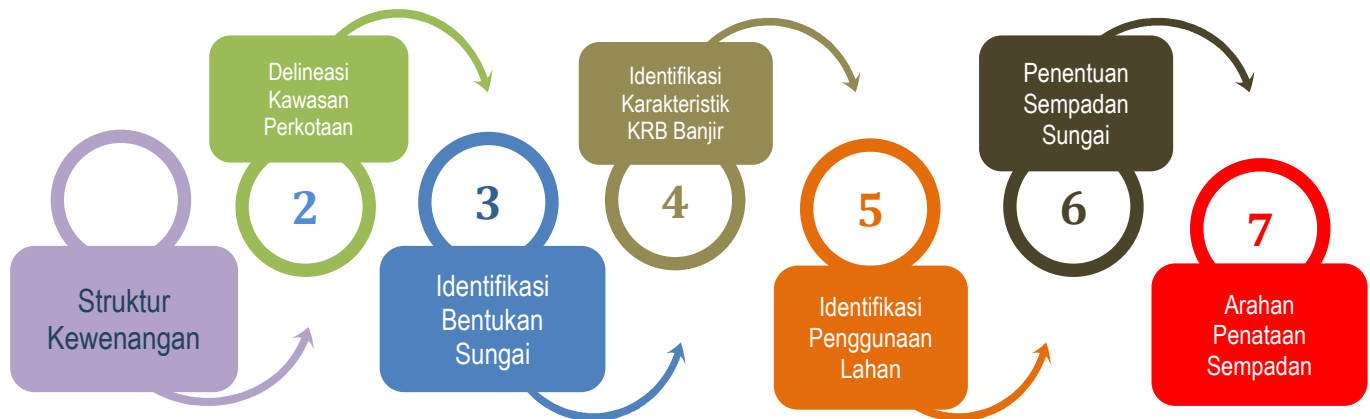 Struktur
Kewenangan
Delineasi
Kawasan
Perkotaan
2
3
Identifikasi
Bentukan
Sungai
Identifikasi
Karakteristik
KRB Banjir
4
5
Identifikasi
Penggunaan
Lahan
Penentuan
Sempadan
Sungai
6
7
Arahan
Penataan
Sempadan